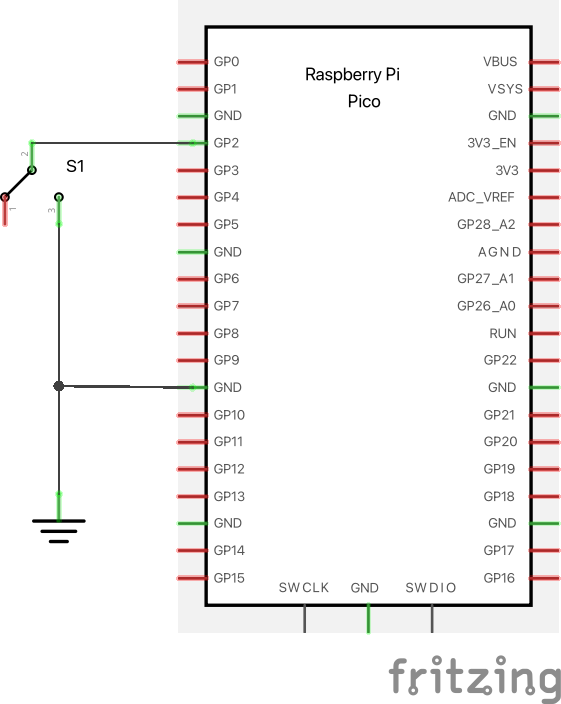 Raspberry Pi
Pico
GP0
GP1
GND
GP2
GP3
GP4
GP5
GND
GP6
GP7
GP8
GP9
GND
GP10
GP11
GP12
GP13
GND
GP14
GP15
VBUS
VSYS
GND
3V3_EN
3V3
ADC_VREF
GP28_A2
AGND
GP27_A1
GP26_A0
RUN
GP22
GND
GP21
GP20
GP19
GP18
GND
GP17
GP16
SWCLK GND SWDIO
S1
2
1
3
fritzing